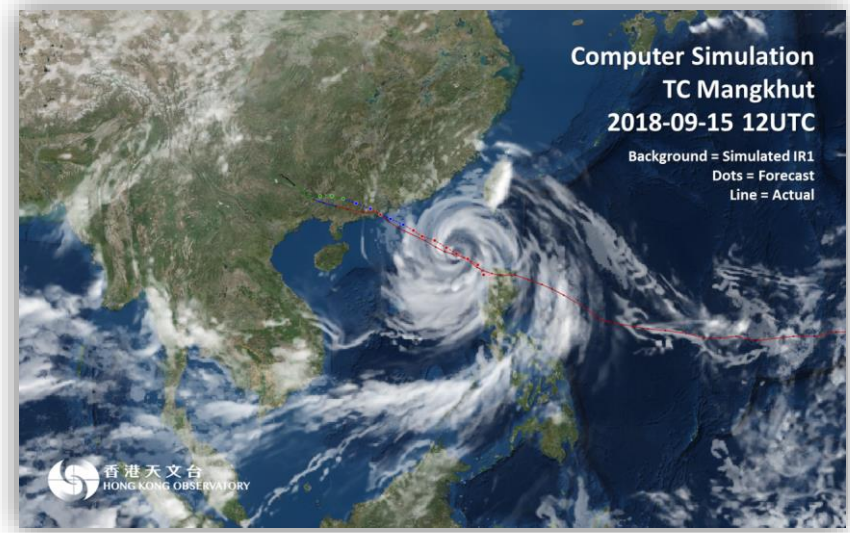 Computer Simulation
TC Mangkhut
2018-09-15 12UTC
Background = Simulated IR1
Dots = Forecast
Line = Actual
香港天文台
HONG KONG OBSERVATORY